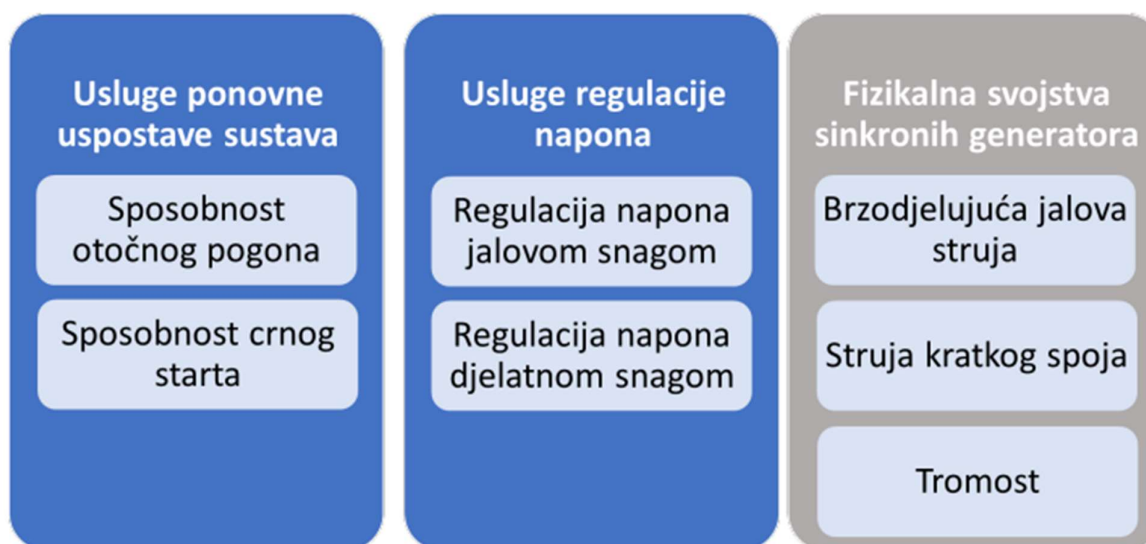 Usluge ponovne
uspostave sustava
Sposobnost
otočnog pogona
Sposobnost crnog
starta
Usluge regulacije
napona
Regulacija napona
jalovom snagom
Regulacija napona
djelatnom snagom
Fizikalna svojstva
sinkronih generatora
Brzodjelujuća jalova
struja
Struja kratkog spoja
Tromost